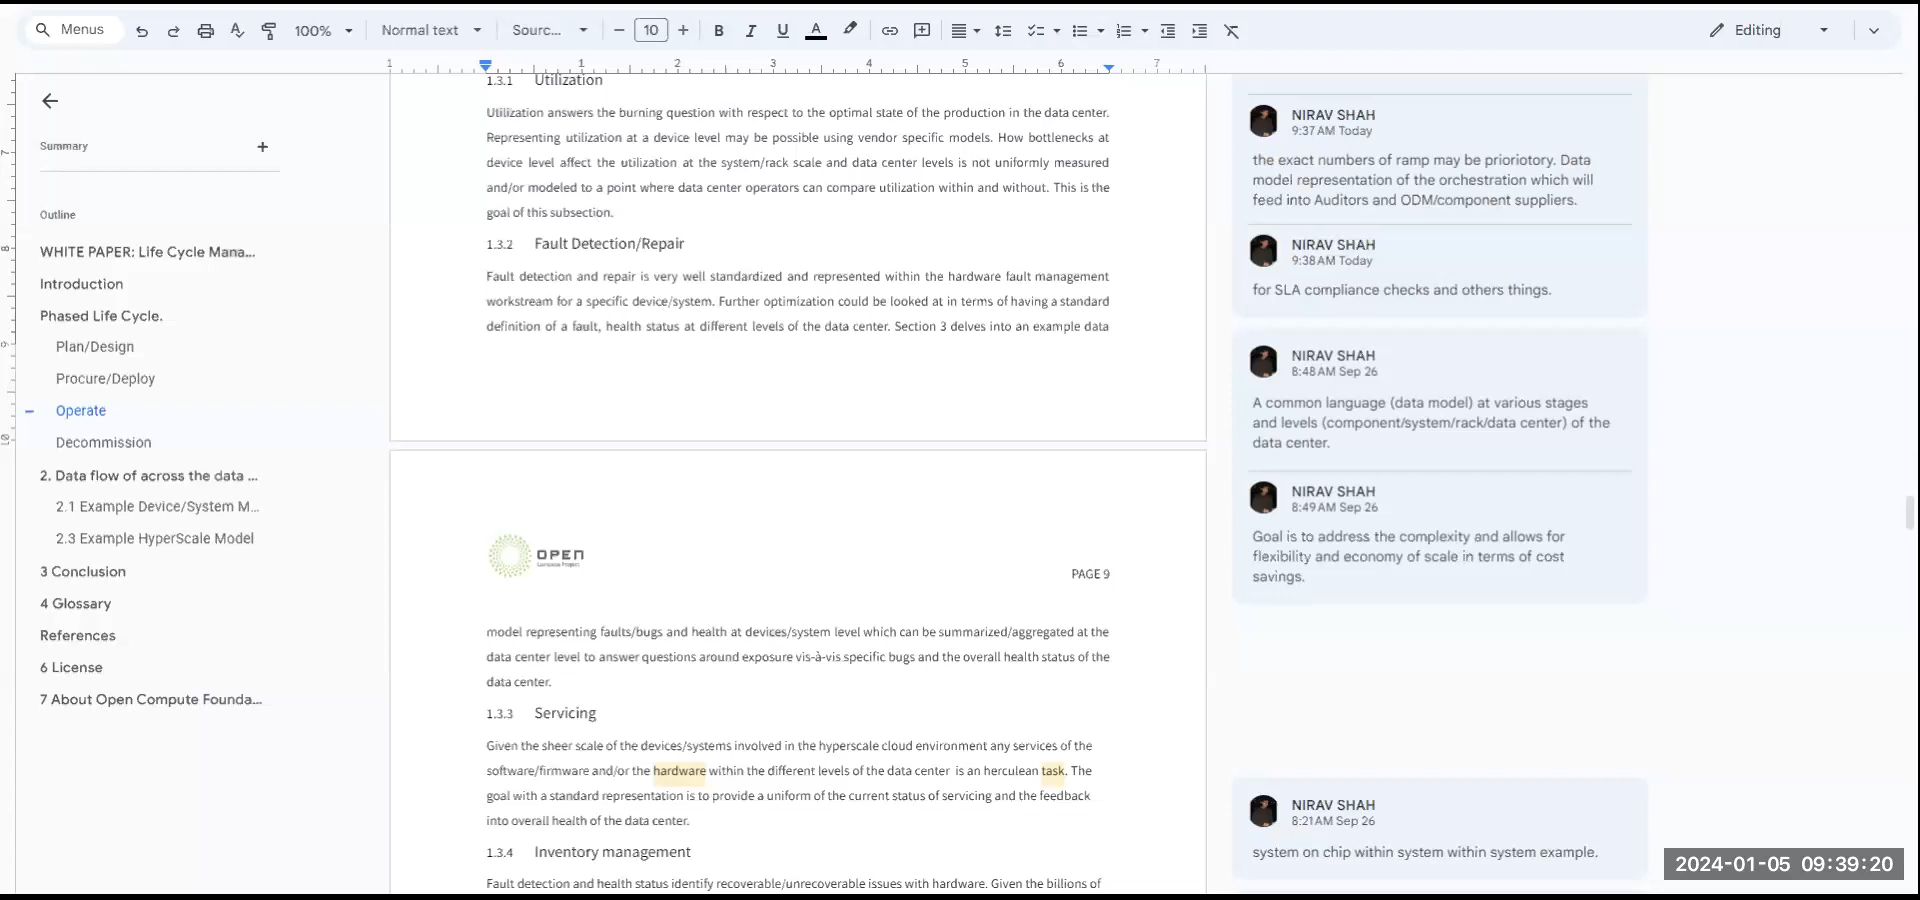 Menus
100%
Normal text
Sourc...
10
Editing
1 1 2 3 4 5 6 7
Summary
Outline
WHITE PAPER: Life Cycle Mana...
Introduction
Phased Life Cycle.
Plan/Design
Procure/Deploy
Operate
Decommission
2. Data flow of across the data ...
2.1 Example Device/System M...
2.3 Example HyperScale Model
3 Conclusion
4 Glossary
References
6 License
7 About Open Compute Founda...
7
8
9
10
1.3.1 Utilization
Utilization answers the burning question with respect to the optimal state of the production in the data center.
Representing utilization at a device level may be possible using vendor specific models. How bottlenecks at
device level affect the utilization at the system/rack scale and data center levels is not uniformly measured
and/or modeled to a point where data center operators can compare utilization within and without. This is the
goal of this subsection.
1.3.2 Fault Detection/Repair
Fault detection and repair is very well standardized and represented within the hardware fault management
workstream for a specific device/system. Further optimization could be looked at in terms of having a standard
definition of a fault, health status at different levels of the data center. Section 3 delves into an example data
OPEN
Compute Project
PAGE 9
model representing faults/bugs and health at devices/system level which can be summarized/aggregated at the
data center level to answer questions around exposure vis-à-vis specific bugs and the overall health status of the
data center.
1.3.3 Servicing
Given the sheer scale of the devices/systems involved in the hyperscale cloud environment any services of the
software/firmware and/or the hardware within the different levels of the data center is an herculean task. The
goal with a standard representation is to provide a uniform of the current status of servicing and the feedback
into overall health of the data center.
1.3.4 Inventory management
Fault detection and health status identify recoverable/unrecoverable issues with hardware. Given the billions of
NIRAV SHAH
9:37 AM Today
the exact numbers of ramp may be prioriotory. Data
model representation of the orchestration which will
feed into Auditors and ODM/component suppliers.
NIRAV SHAH
9:38 AM Today
for SLA compliance checks and others things.
NIRAV SHAH
8:48 AM Sep 26
A common language (data model) at various stages
and levels (component/system/rack/data center) of the
data center.
NIRAV SHAH
8:49 AM Sep 26
Goal is to address the complexity and allows for
flexibility and economy of scale in terms of cost
savings.
NIRAV SHAH
8:21 AM Sep 26
system on chip within system within system example.
2024-01-05 09:39:20